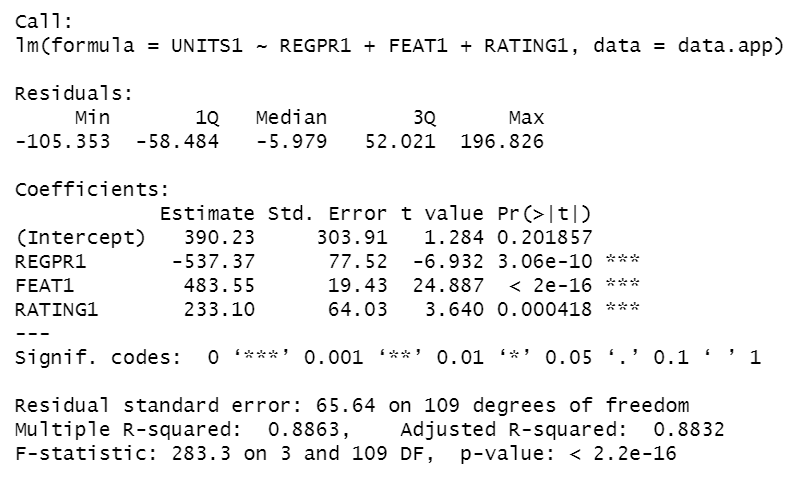 Call:
lm(formula = UNITS1 ~ REGPR1 + FEAT1 + RATING1, data = data.app)
Residuals:
Min 1Q Median 3Q Max
-105.353 -58.484 -5.979 52.021 196.826
Coefficients:
Estimate Std. Error t value Pr(>|t|)
(Intercept) 390.23 303.91 1.284 0.201857
REGPR1 -537.37 77.52 -6.932 3.06e-10 ***
FEAT1 483.55 19.43 24.887 < 2e-16 ***
RATING1 233.10 64.03 3.640 0.000418 ***
---
Signif. codes: 0 ‘***’ 0.001 ‘**’ 0.01 ‘*’ 0.05 ‘.’ 0.1 ‘ ’ 1
Residual standard error: 65.64 on 109 degrees of freedom
Multiple R-squared: 0.8863, Adjusted R-squared: 0.8832
F-statistic: 283.3 on 3 and 109 DF, p-value: < 2.2e-16